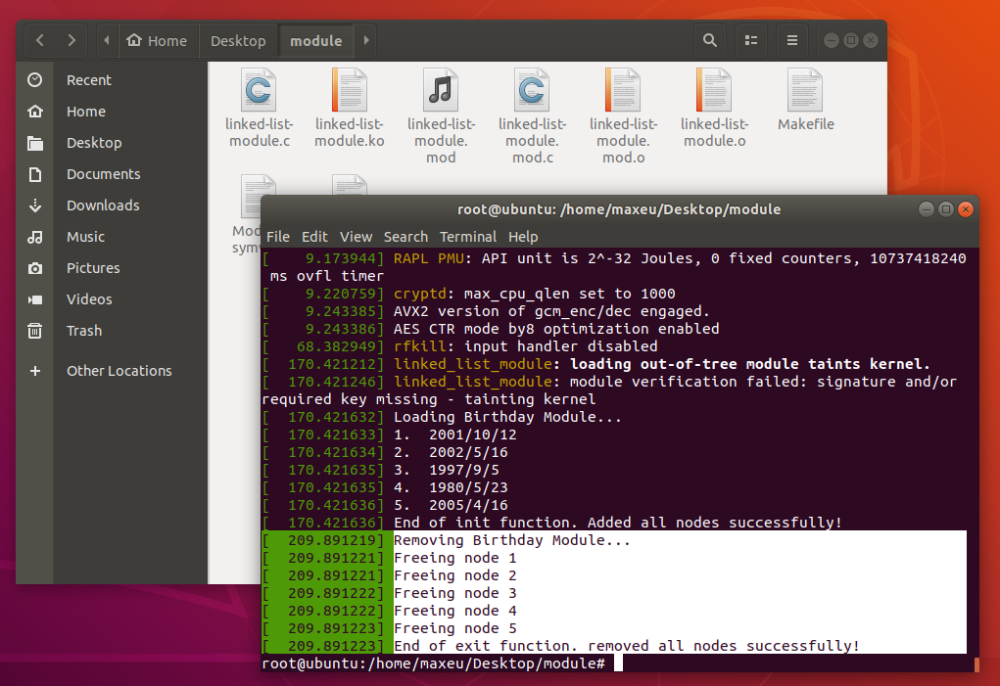 Home Desktop module
Recent
Home
Desktop
Documents
Downloads
Music
Pictures
Videos
Trash
Other Locations
linked-list-
module.c
linked-list-
module.ko
linked-list-
module.
mod
linked-list-
module.
mod.c
linked-list-
module.
mod.o
linked-list-
module.o
Makefile
root@ubuntu: /home/maxeu/Desktop/module
File Edit View Search Terminal Help
[    9.173944] RAPL PMU: API unit is 2^-32 Joules, 0 fixed counters, 10737418240
 ms ovfl timer
[    9.220759] cryptd: max_cpu_qlen set to 1000
[    9.243385] AVX2 version of gcm_enc/dec engaged.
[    9.243386] AES CTR mode by8 optimization enabled
[   68.382949] rfkill: input handler disabled
[  170.421212] linked_list_module: loading out-of-tree module taints kernel.
[  170.421246] linked_list_module: module verification failed: signature and/or
required key missing - tainting kernel
[  170.421632] Loading Birthday Module...
[  170.421633] 1.  2001/10/12
[  170.421634] 2.  2002/5/16
[  170.421635] 3.  1997/9/5
[  170.421635] 4.  1980/5/23
[  170.421636] 5.  2005/4/16
[  170.421636] End of init function. Added all nodes successfully!
[  209.891219] Removing Birthday Module...
[  209.891221] Freeing node 1
[  209.891221] Freeing node 2
[  209.891222] Freeing node 3
[  209.891222] Freeing node 4
[  209.891223] Freeing node 5
[  209.891223] End of exit function. removed all nodes successfully!
root@ubuntu:/home/maxeu/Desktop/module#